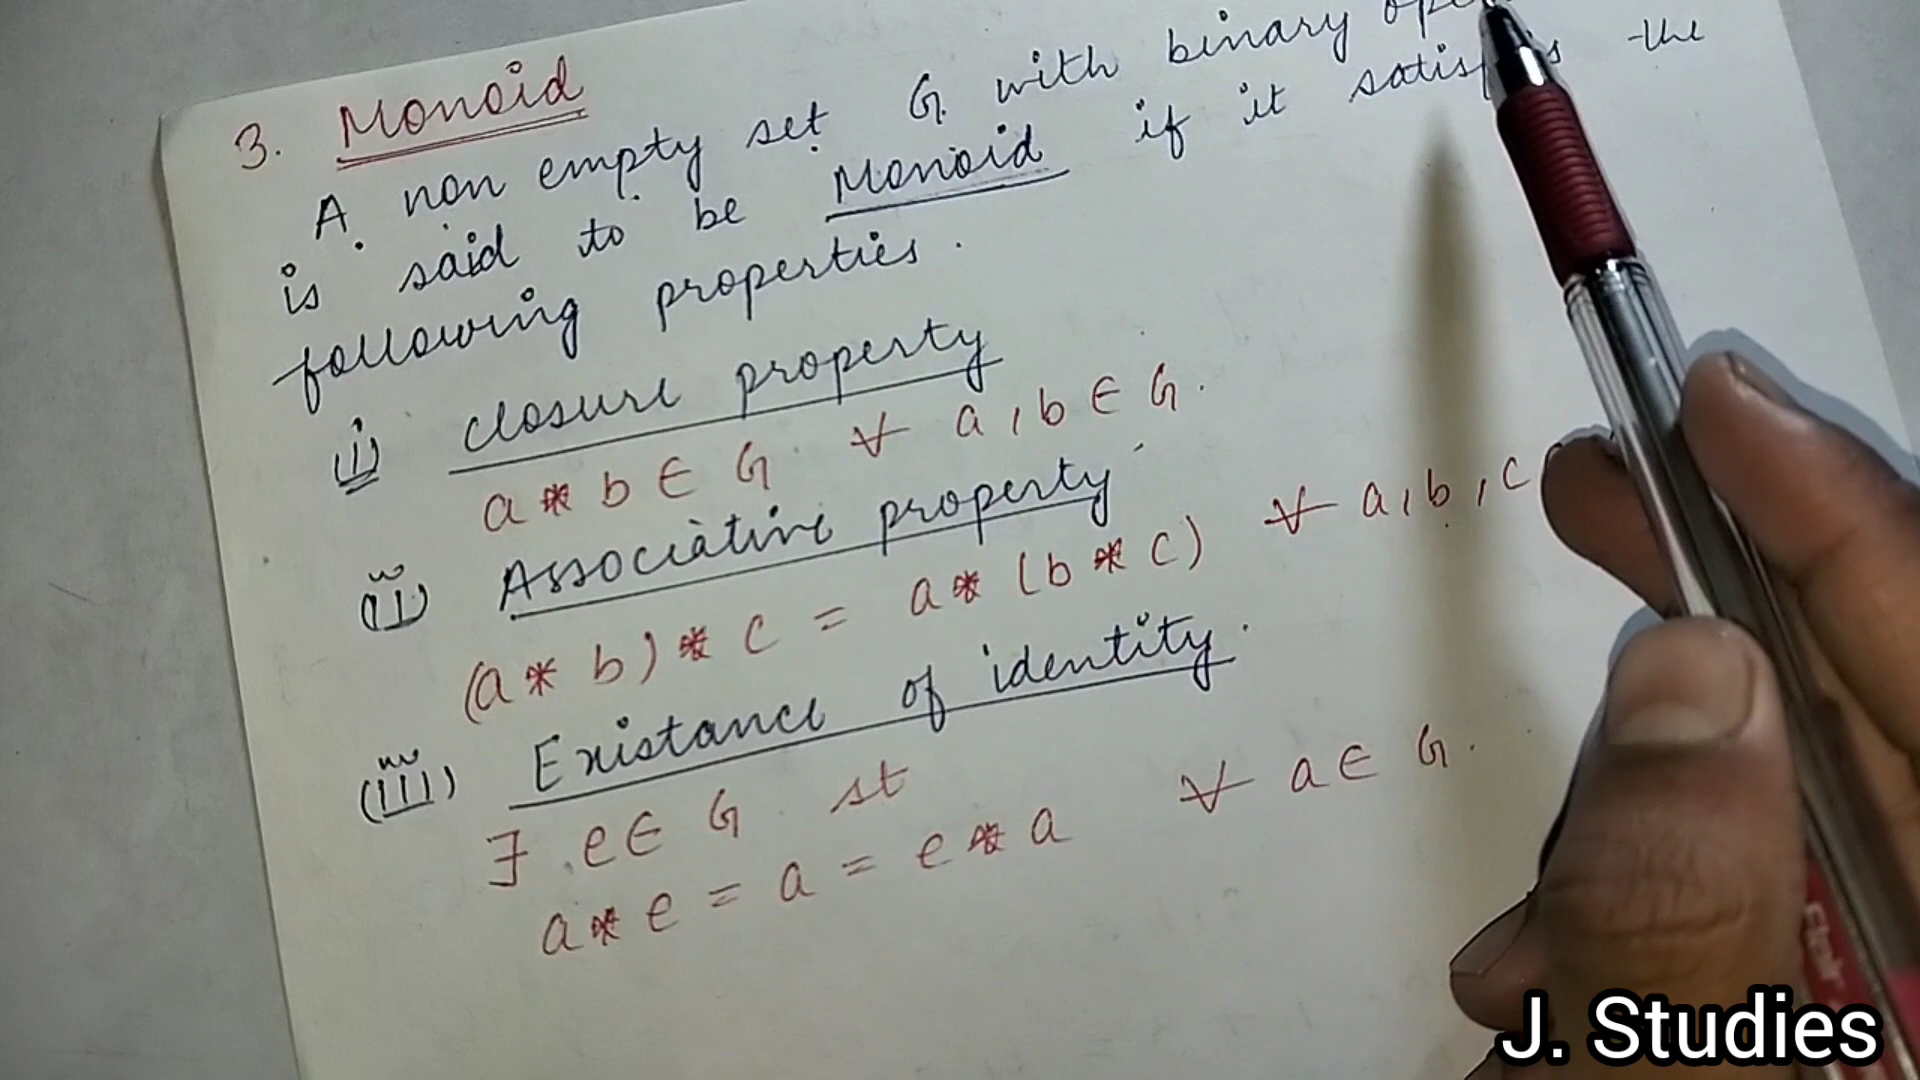 3. Monoid
A non empty set G with binary
is said to be Monoid if it the
following properties.
(i) closure property
a * b ∈ G ∀ a, b ∈ G.
(ii) Associative property
(a * b) * c = a * (b * c) ∀ a, b, c
(iii) Existance of identity.
∃ e ∈ G st
a * e = a = e * a ∀ a ∈ G.
Flair
J. Studies